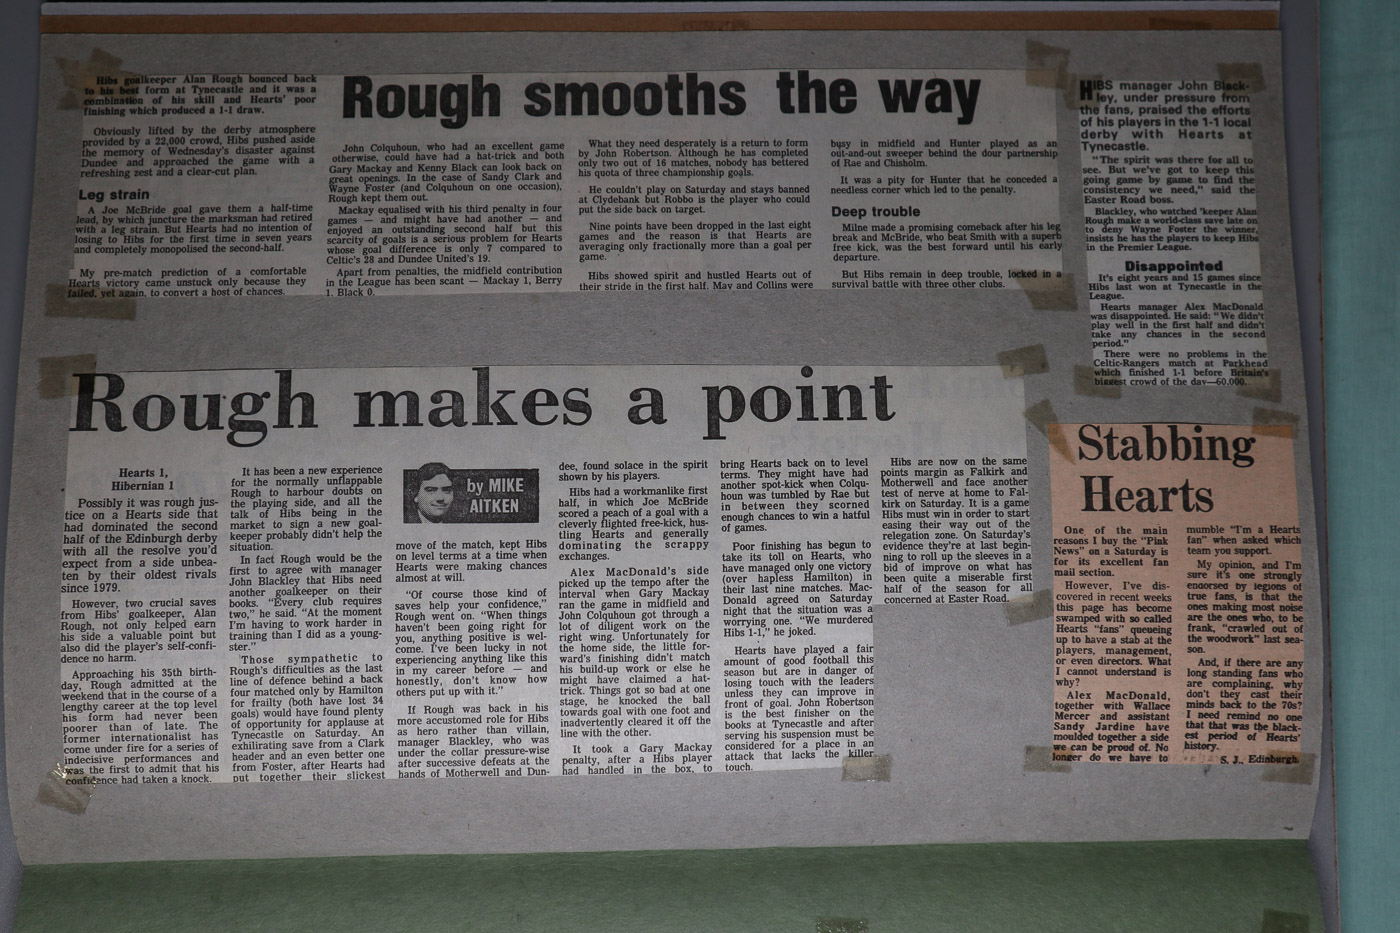 Rough smooths the way
Hibs goalkeeper Alan Rough bounced back
to his best form at Tynecastle and it was a
combination of his skill and Hearts' poor
finishing which produced a 1-1 draw.
Obviously lifted by the derby atmosphere
provided by a 22,000 crowd, Hibs pushed aside
the memory of Wednesday's disaster against
Dundee and approached the game with a
refreshing zest and a clear-cut plan.
Leg strain
A Joe McBride goal gave them a half-time
lead, by which juncture the marksman had retired
with a leg strain. But Hearts had no intention of
losing to Hibs for the first time in seven years
and completely monopolised the second-half.
My pre-match prediction of a comfortable
Hearts victory came unstuck only because they
failed, yet again, to convert a host of chances.
John Colquhoun, who had an excellent game
otherwise, could have had a hat-trick and both
Gary Mackay and Kenny Black can look back on
great openings. In the case of Sandy Clark and
Wayne Foster (and Colquhoun on one occasion),
Rough kept them out.
Mackay equalised with his third penalty in four
games — and might have had another — and
enjoyed an outstanding second half but this
scarcity of goals is a serious problem for Hearts
whose goal difference is only 7 compared to
Celtic's 28 and Dundee United's 19.
Apart from penalties, the midfield contribution
in the League has been scant — Mackay 1, Berry
1, Black 0.
What they need desperately is a return to form
by John Robertson. Although he has completed
only two out of 16 matches, nobody has bettered
his quota of three championship goals.
He couldn't play on Saturday and stays banned
at Clydebank but Robbo is the player who could
put the side back on target.
Nine points have been dropped in the last eight
games and the reason is that Hearts are
averaging only fractionally more than a goal per
game.
Hibs showed spirit and hustled Hearts out of
their stride in the first half. May and Collins were
busy in midfield and Hunter played as an
out-and-out sweeper behind the dour partnership
of Rae and Chisholm.
It was a pity for Hunter that he conceded a
needless corner which led to the penalty.
Deep trouble
Milne made a promising comeback after his leg
break and McBride, who beat Smith with a superb
free kick, was the best forward until his early
departure.
But Hibs remain in deep trouble, locked in a
survival battle with three other clubs.
HIBS manager John Black-
ley, under pressure from
the fans, praised the efforts
of his players in the 1-1 local
derby with Hearts at
Tynecastle.
"The spirit was there for all to
see. But we've got to keep this
going game by game to find the
consistency we need," said the
Easter Road boss.
Blackley, who watched 'keeper Alan
Rough make a world-class save late on
to deny Wayne Foster the winner,
insists he has the players to keep Hibs
in the Premier League.
Disappointed
It's eight years and 15 games since
Hibs last won at Tynecastle in the
League.
Hearts manager Alex MacDonald
was disappointed. He said: "We didn't
play well in the first half and didn't
take any chances in the second
period."
There were no problems in the
Celtic-Rangers match at Parkhead
which finished 1-1 before Britain's
biggest crowd of the day—60,000.
Rough makes a point
Hearts 1,
Hibernian 1
Possibly it was rough jus-
tice on a Hearts side that
had dominated the second
half of the Edinburgh derby
with all the resolve you'd
expect from a side unbea-
ten by their oldest rivals
since 1979.
However, two crucial saves
from Hibs' goalkeeper, Alan
Rough, not only helped earn
his side a valuable point but
also did the player's self-confi-
dence no harm.
Approaching his 35th birth-
day, Rough admitted at the
weekend that in the course of a
lengthy career at the top level
his form had never been
poorer than of late. The
former internationalist has
come under fire for a series of
indecisive performances and
was the first to admit that his
confidence had taken a knock.
It has been a new experience
for the normally unflappable
Rough to harbour doubts on
the playing side, and all the
talk of Hibs being in the
market to sign a new goal-
keeper probably didn't help the
situation.
In fact Rough would be the
first to agree with manager
John Blackley that Hibs need
another goalkeeper on their
books. "Every club requires
two," he said. "At the moment
I'm having to work harder in
training than I did as a young-
ster."
Those sympathetic to
Rough's difficulties as the last
line of defence behind a back
four matched only by Hamilton
for frailty (both have lost 34
goals) would have found plenty
of opportunity for applause at
Tynecastle on Saturday. An
exhilirating save from a Clark
header and an even better one
from Foster, after Hearts had
put together their slickest
by MIKE
AITKEN
move of the match, kept Hibs
on level terms at a time when
Hearts were making chances
almost at will.
"Of course those kind of
saves help your confidence,"
Rough went on. "When things
haven't been going right for
you, anything positive is wel-
come. I've been lucky in not
experiencing anything like this
in my career before — and
honestly, don't know how
others put up with it."
If Rough was back in his
more accustomed role for Hibs
as hero rather than villain,
manager Blackley, who was
under the collar pressure-wise
after successive defeats at the
hands of Motherwell and Dun-
dee, found solace in the spirit
shown by his players.
Hibs had a workmanlike first
half, in which Joe McBride
scored a peach of a goal with a
cleverly flighted free-kick, hus-
tling Hearts and generally
dominating the scrappy
exchanges.
Alex MacDonald's side
picked up the tempo after the
interval when Gary Mackay
ran the game in midfield and
John Colquhoun got through a
lot of diligent work on the
right wing. Unfortunately for
the home side, the little for-
ward's finishing didn't match
his build-up work or else he
might have claimed a hat-
trick. Things got so bad at one
stage, he knocked the ball
towards goal with one foot and
inadvertently cleared it off the
line with the other.
It took a Gary Mackay
penalty, after a Hibs player
had handled in the box, to
bring Hearts back on to level
terms. They might have had
another spot-kick when Colqu-
houn was tumbled by Rae but
in between they scorned
enough chances to win a hatful
of games.
Poor finishing has begun to
take its toll on Hearts, who
have managed only one victory
(over hapless Hamilton) in
their last nine matches. Mac-
Donald agreed on Saturday
night that the situation was a
worrying one. "We murdered
Hibs 1-1," he joked.
Hearts have played a fair
amount of good football this
season but are in danger of
losing touch with the leaders
unless they can improve in
front of goal. John Robertson
is the best finisher on the
books at Tynecastle and after
serving his suspension must be
considered for a place in an
attack that lacks the killer
touch.
Hibs are now on the same
points margin as Falkirk and
Motherwell and face another
test of nerve at home to Fal-
kirk on Saturday. It is a game
Hibs must win in order to start
easing their way out of the
relegation zone. On Saturday's
evidence they're at last begin-
ning to roll up the sleeves in a
bid of improve on what has
been quite a miserable first
half of the season for all
concerned at Easter Road.
Stabbing
Hearts
One of the main
reasons I buy the "Pink
News" on a Saturday is
for its excellent fan
mail section.
However, I've dis-
covered in recent weeks
this page has become
swamped with so called
Hearts "fans" queueing
up to have a stab at the
players, management,
or even directors. What
I cannot understand is
why?
Alex MacDonald,
together with Wallace
Mercer and assistant
Sandy Jardine have
moulded together a side
we can be proud of. No
longer do we have to
mumble "I'm a Hearts
fan" when asked which
team you support.
My opinion, and I'm
sure it's one strongly
endorsed by legions of
true fans, is that the
ones making most noise
are the ones who, to be
frank, "crawled out of
the woodwork" last sea-
son.
And, if there are any
long standing fans who
are complaining, why
don't they cast their
minds back to the 70s?
I need remind no one
that that was the black-
est period of Hearts'
history.
S. J., Edinburgh.